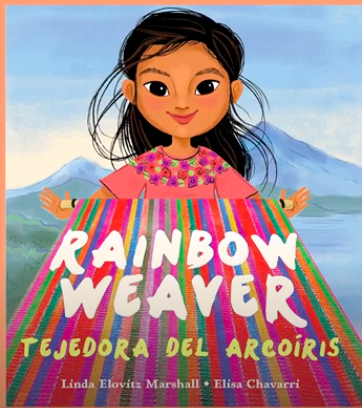 RAINBOW
WEAVER
TEJEDORA DEL ARCOÍRIS
Linda Elovitz Marshall • Elisa Chavarri